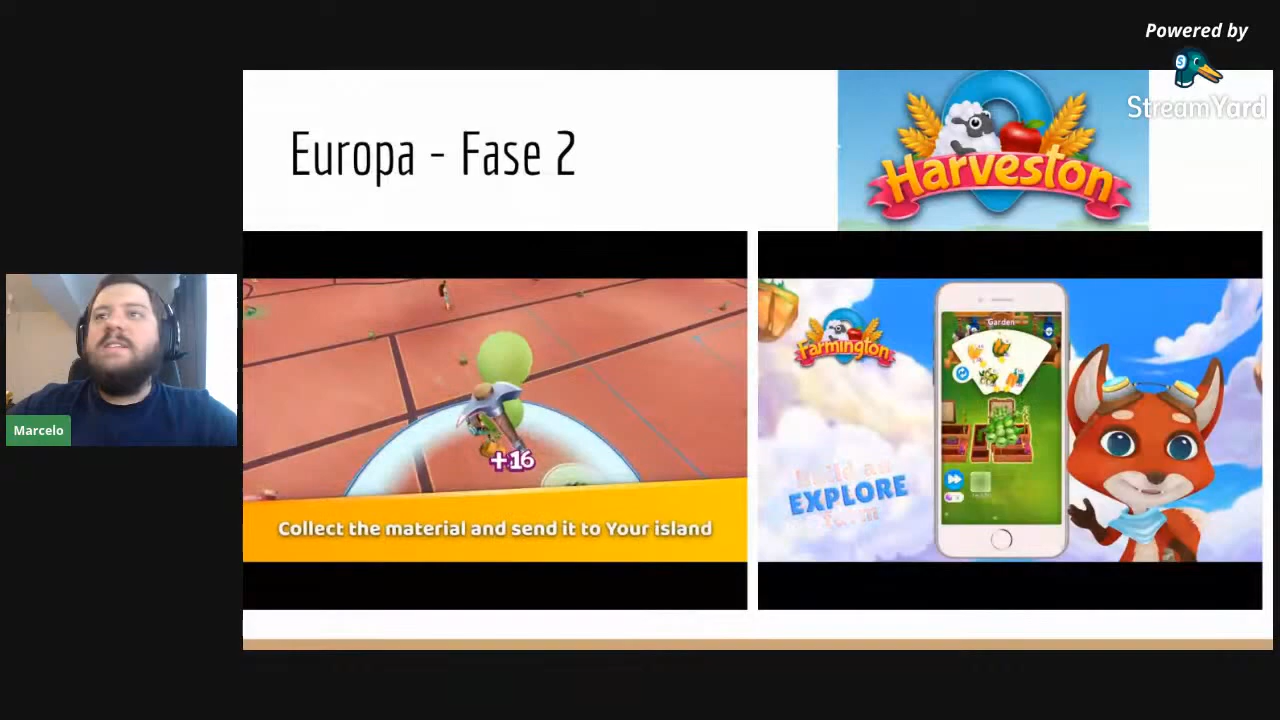 Powered by
StreamYard
Europa - Fase 2
Harveston
Marcelo
+16
Collect the material and send it to Your island
Farmington
Garden
EXPLORE